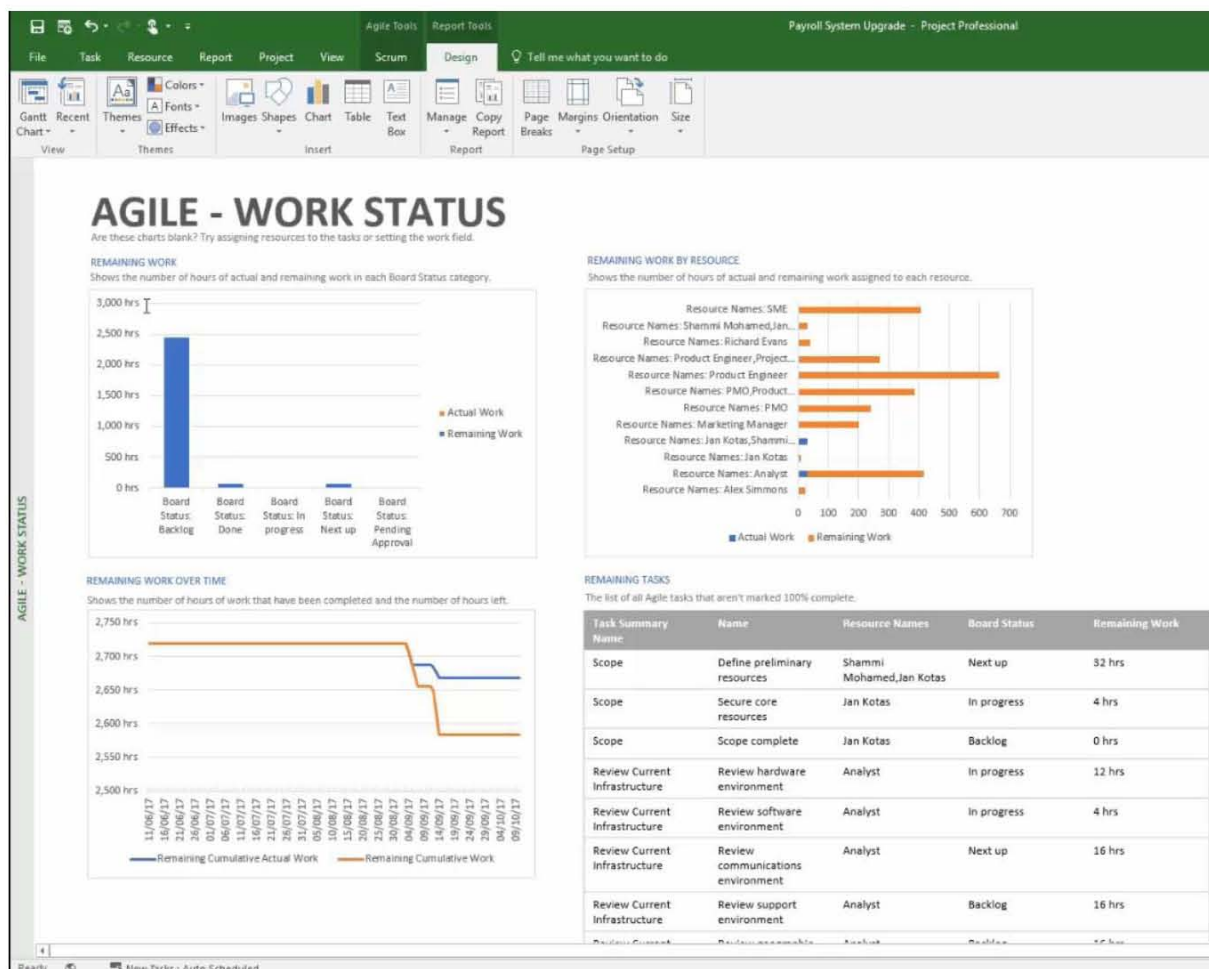 Agile Tools Report Tools Payroll System Upgrade - Project Professional
File Task Resource Report Project View Scrum Design Tell me what you want to do
Gantt Chart Recent
Themes Colors Fonts Effects
Images Shapes Chart Table Text Box
Manage Copy Report
Page Breaks Margins Orientation Size
View Themes Insert Report Page Setup
AGILE - WORK STATUS
AGILE - WORK STATUS
Are these charts blank? Try assigning resources to the tasks or setting the work field.
REMAINING WORK
Shows the number of hours of actual and remaining work in each Board Status category.
3,000 hrs
2,500 hrs
2,000 hrs
1,500 hrs
1,000 hrs
500 hrs
0 hrs
Actual Work
Remaining Work
Board Status: Backlog
Board Status: Done
Board Status: In progress
Board Status: Next up
Board Status: Pending Approval
REMAINING WORK BY RESOURCE
Shows the number of hours of actual and remaining work assigned to each resource.
Resource Names: SME
Resource Names: Shammi Mohamed,Jan...
Resource Names: Richard Evans
Resource Names: Product Engineer,Project...
Resource Names: Product Engineer
Resource Names: PMO,Product...
Resource Names: PMO
Resource Names: Marketing Manager
Resource Names: Jan Kotas,Shammi...
Resource Names: Jan Kotas
Resource Names: Analyst
Resource Names: Alex Simmons
0 100 200 300 400 500 600 700
Actual Work Remaining Work
REMAINING WORK OVER TIME
Shows the number of hours of work that have been completed and the number of hours left.
2,750 hrs
2,700 hrs
2,650 hrs
2,600 hrs
2,550 hrs
2,500 hrs
11/06/17 16/06/17 21/06/17 26/06/17 01/07/17 06/07/17 11/07/17 16/07/17 21/07/17 26/07/17 31/07/17 05/08/17 10/08/17 15/08/17 20/08/17 25/08/17 30/08/17 04/09/17 09/09/17 14/09/17 19/09/17 24/09/17 29/09/17 04/10/17 09/10/17
Remaining Cumulative Actual Work Remaining Cumulative Work
REMAINING TASKS
The list of all Agile tasks that aren't marked 100% complete.
Task Summary Name Name Resource Names Board Status Remaining Work
Scope Define preliminary resources Shammi Mohamed,Jan Kotas Next up 32 hrs
Scope Secure core resources Jan Kotas In progress 4 hrs
Scope Scope complete Jan Kotas Backlog 0 hrs
Review Current Infrastructure Review hardware environment Analyst In progress 12 hrs
Review Current Infrastructure Review software environment Analyst In progress 4 hrs
Review Current Infrastructure Review communications environment Analyst Next up 16 hrs
Review Current Infrastructure Review support environment Analyst Backlog 16 hrs
Ready New Tasks : Auto Scheduled